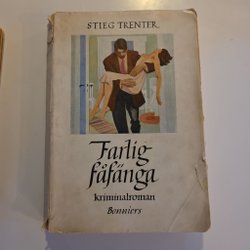 STIEG TRENTER
Farlig
fåfänga
kriminalroman
Bonniers